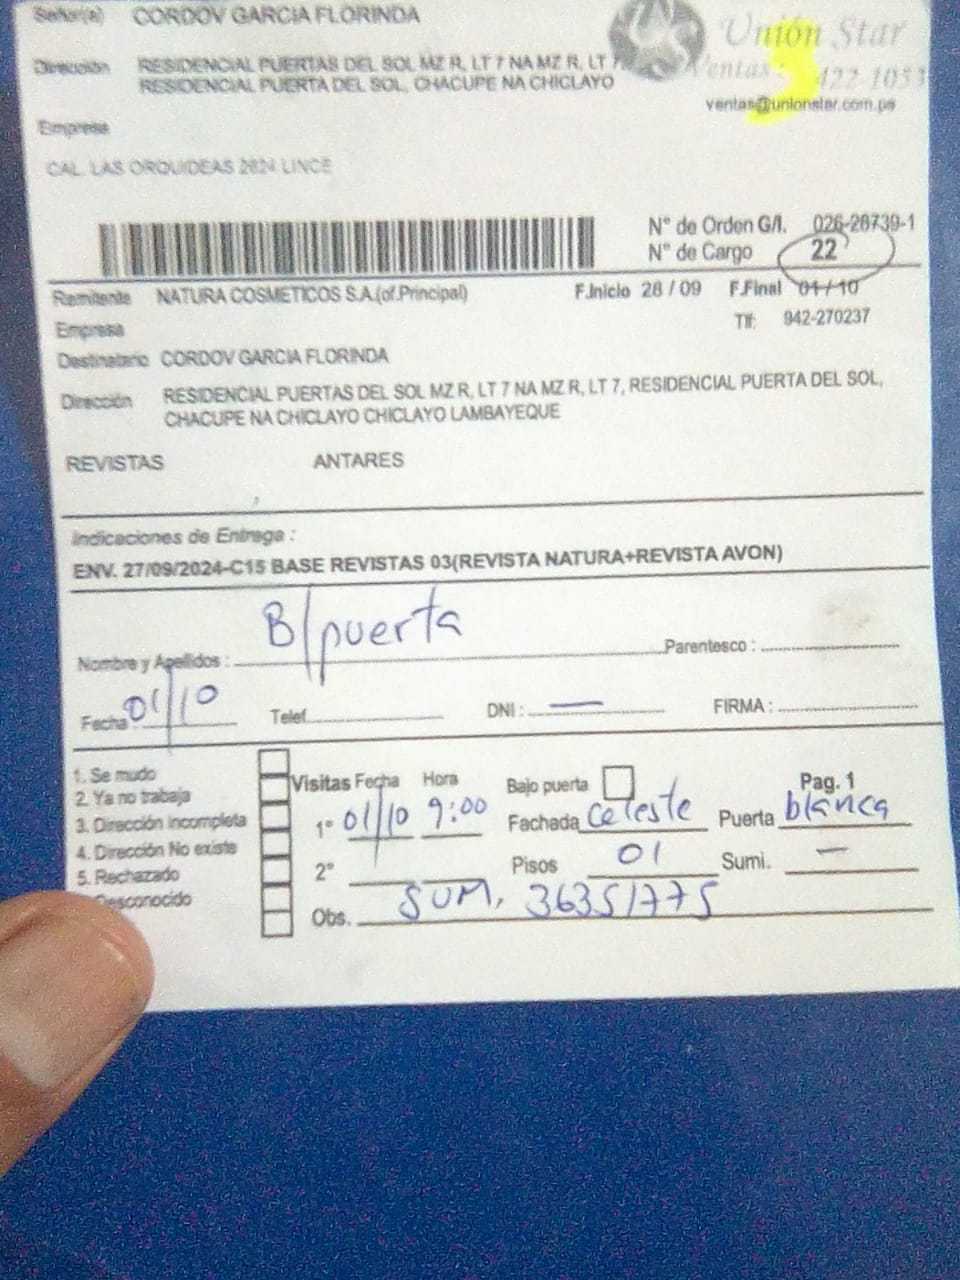 Señor(a) CORDOV GARCIA FLORINDA
Unión Star
Dirección RESIDENCIAL PUERTAS DEL SOL MZ R, LT 7 NA MZ R, LT 7,
RESIDENCIAL PUERTA DEL SOL, CHACUPE NA CHICLAYO
Ventas: 422-1053
ventas@unionstar.com.pe
Empresa
CAL. LAS ORQUIDEAS 2624 LINCE
N° de Orden G/I. 026-28739-1
N° de Cargo 22
Remitente NATURA COSMETICOS S.A.(of.Principal) F.Inicio 28 / 09 F.Final 01 / 10
Empresa Tlf: 942-270237
Destinatario CORDOV GARCIA FLORINDA
Dirección RESIDENCIAL PUERTAS DEL SOL MZ R, LT 7 NA MZ R, LT 7, RESIDENCIAL PUERTA DEL SOL,
CHACUPE NA CHICLAYO CHICLAYO LAMBAYEQUE
REVISTAS ANTARES
Indicaciones de Entrega :
ENV. 27/09/2024-C15 BASE REVISTAS 03(REVISTA NATURA+REVISTA AVON)
Nombre y Apellidos : B/puerta Parentesco :
Fecha : 01/10 Telef. DNI : — FIRMA :
1. Se mudo
2. Ya no trabaja
3. Dirección Incompleta
4. Dirección No existe
5. Rechazado
Desconocido
Visitas Fecha Hora Bajo puerta Pag. 1
1° 01/10 9:00 Fachada celeste Puerta blanca
2° Pisos 01 Sumi. —
Obs. SUM. 36351775